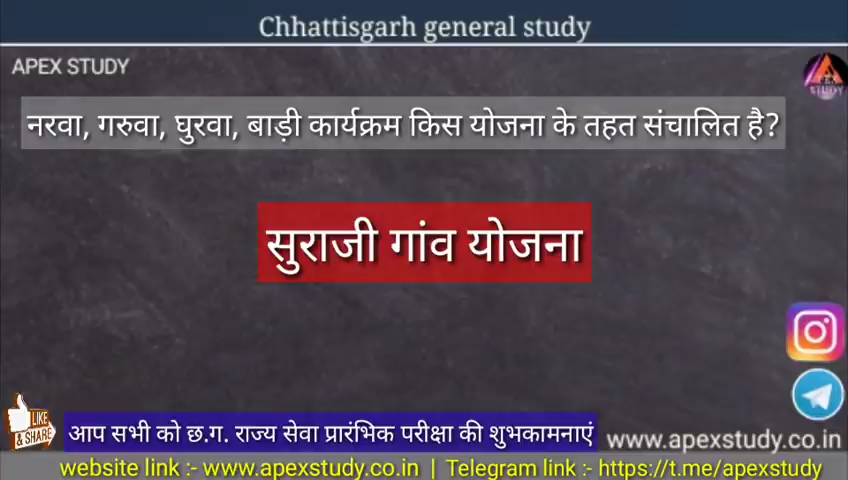 Chhattisgarh general study
APEX STUDY
नरवा, गरुवा, घुरवा, बाड़ी कार्यक्रम किस योजना के तहत संचालित है?
सुराजी गांव योजना
LIKE
& SHARE
आप सभी को छ.ग. राज्य सेवा प्रारंभिक परीक्षा की शुभकामनाएं
www.apexstudy.co.in
website link :- www.apexstudy.co.in | Telegram link :- https://t.me/apexstudy